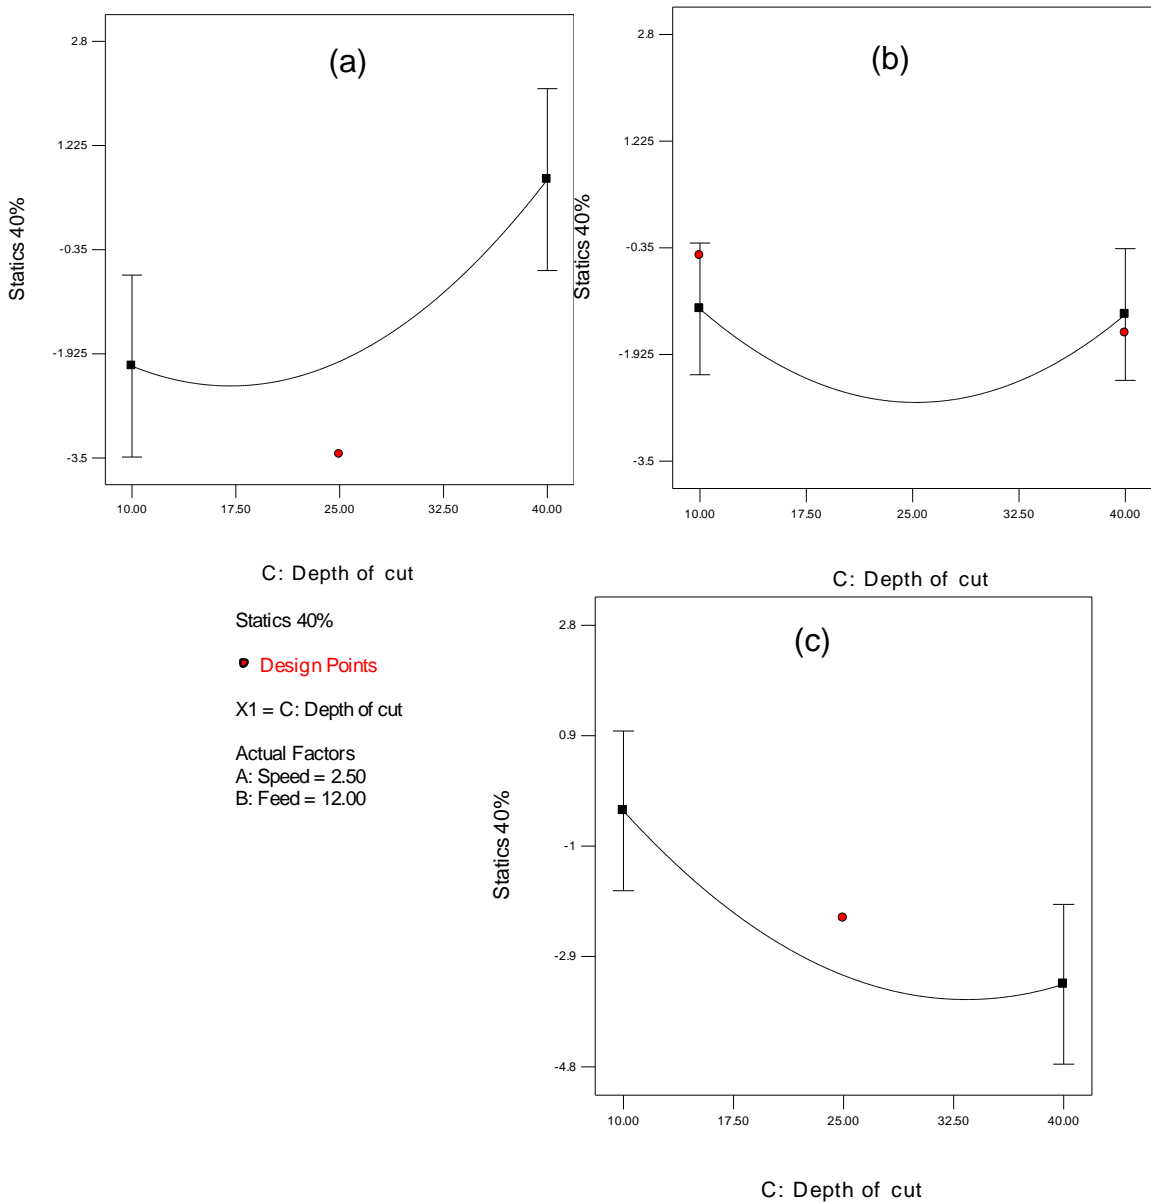 (a)
2.8
1.225
-0.35
-1.925
-3.5
Statics 40%
10.00 17.50 25.00 32.50 40.00
C: Depth of cut
(b)
2.8
1.225
-0.35
-1.925
-3.5
Statics 40%
10.00 17.50 25.00 32.50 40.00
C: Depth of cut
Statics 40%
Design Points
X1 = C: Depth of cut
Actual Factors
A: Speed = 2.50
B: Feed = 12.00
(c)
2.8
0.9
-1
-2.9
-4.8
Statics 40%
10.00 17.50 25.00 32.50 40.00
C: Depth of cut